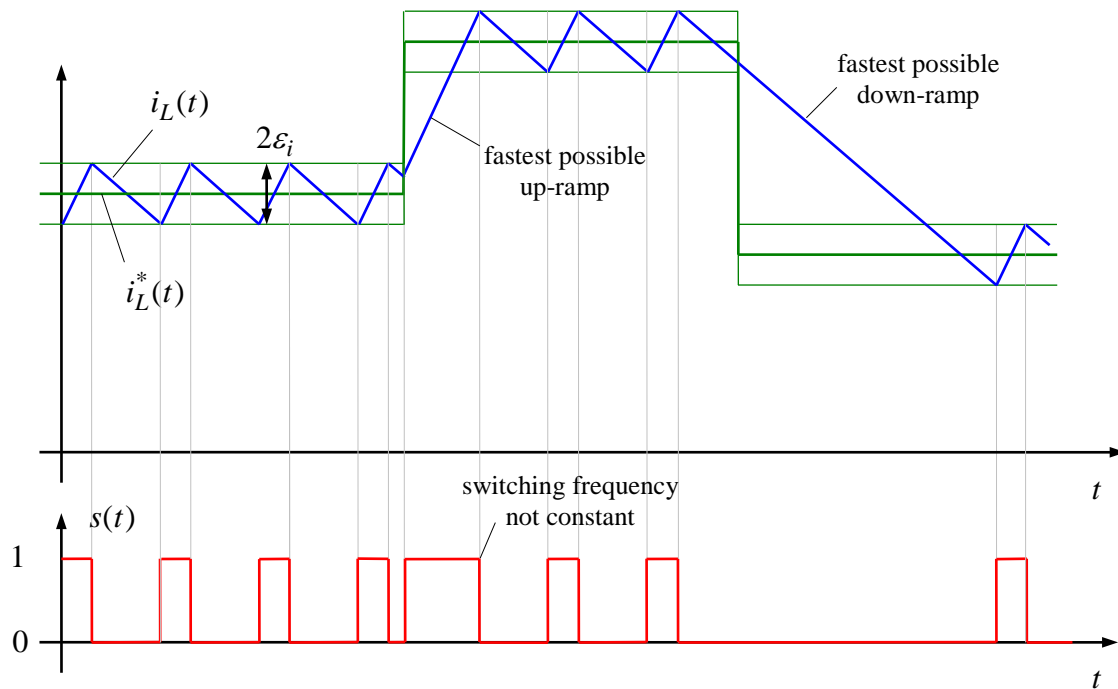 fastest possible
down-ramp
i_L(t)
2ε_i
fastest possible
up-ramp
i_L^*(t)
t
switching frequency
not constant
s(t)
1
0
t